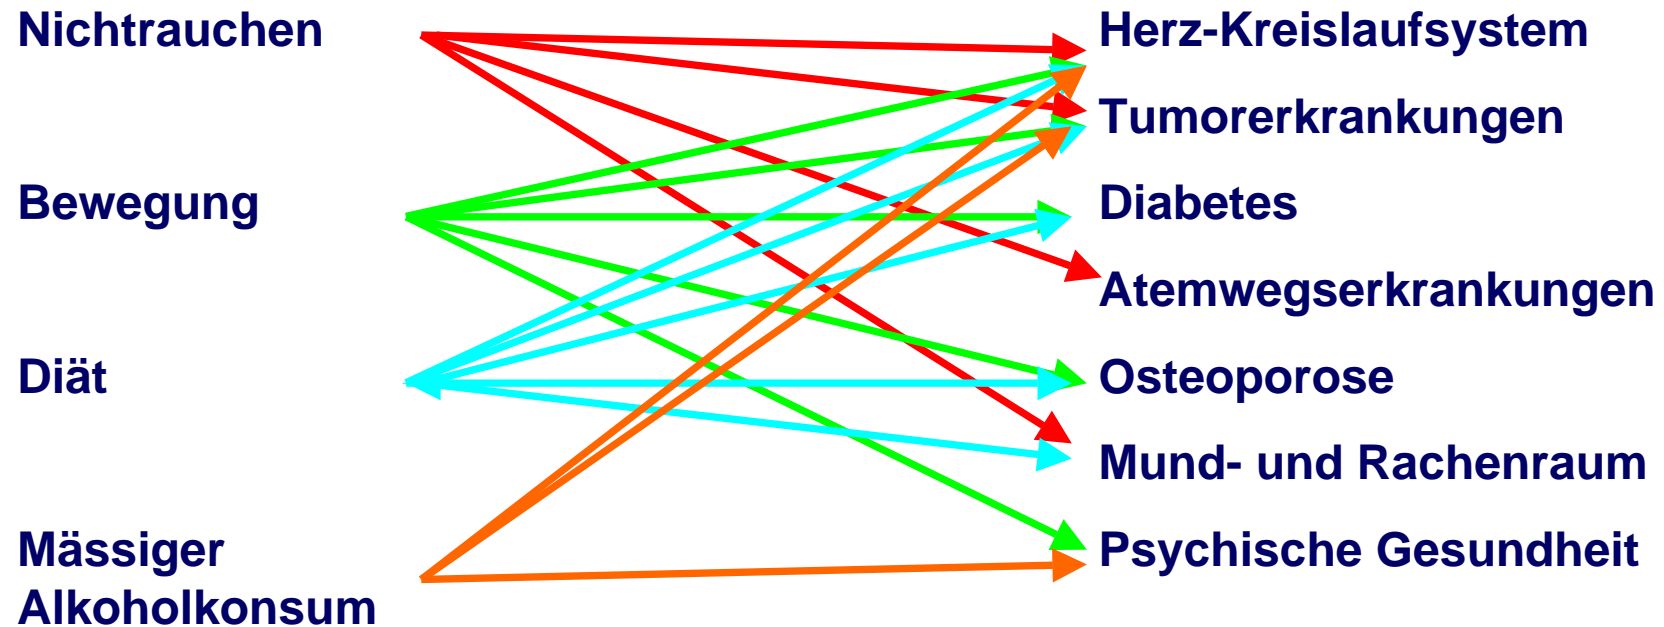 Nichtrauchen
Bewegung
Diät
Mässiger
Alkoholkonsum
Herz-Kreislaufsystem
Tumorerkrankungen
Diabetes
Atemwegserkrankungen
Osteoporose
Mund- und Rachenraum
Psychische Gesundheit